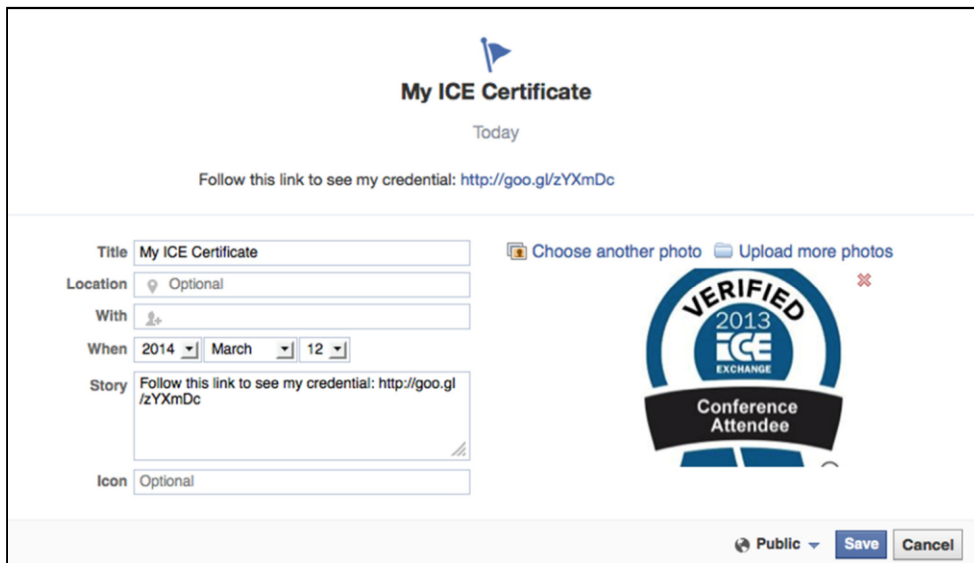 My ICE Certificate
Today
Follow this link to see my credential: http://goo.gl/zYXmDc
Title My ICE Certificate
Location Optional
With
When 2014 March 12
Story Follow this link to see my credential: http://goo.gl
/zYXmDc
Icon Optional
Choose another photo Upload more photos
VERIFIED
2013
ICE
EXCHANGE
Conference
Attendee
Public Save Cancel